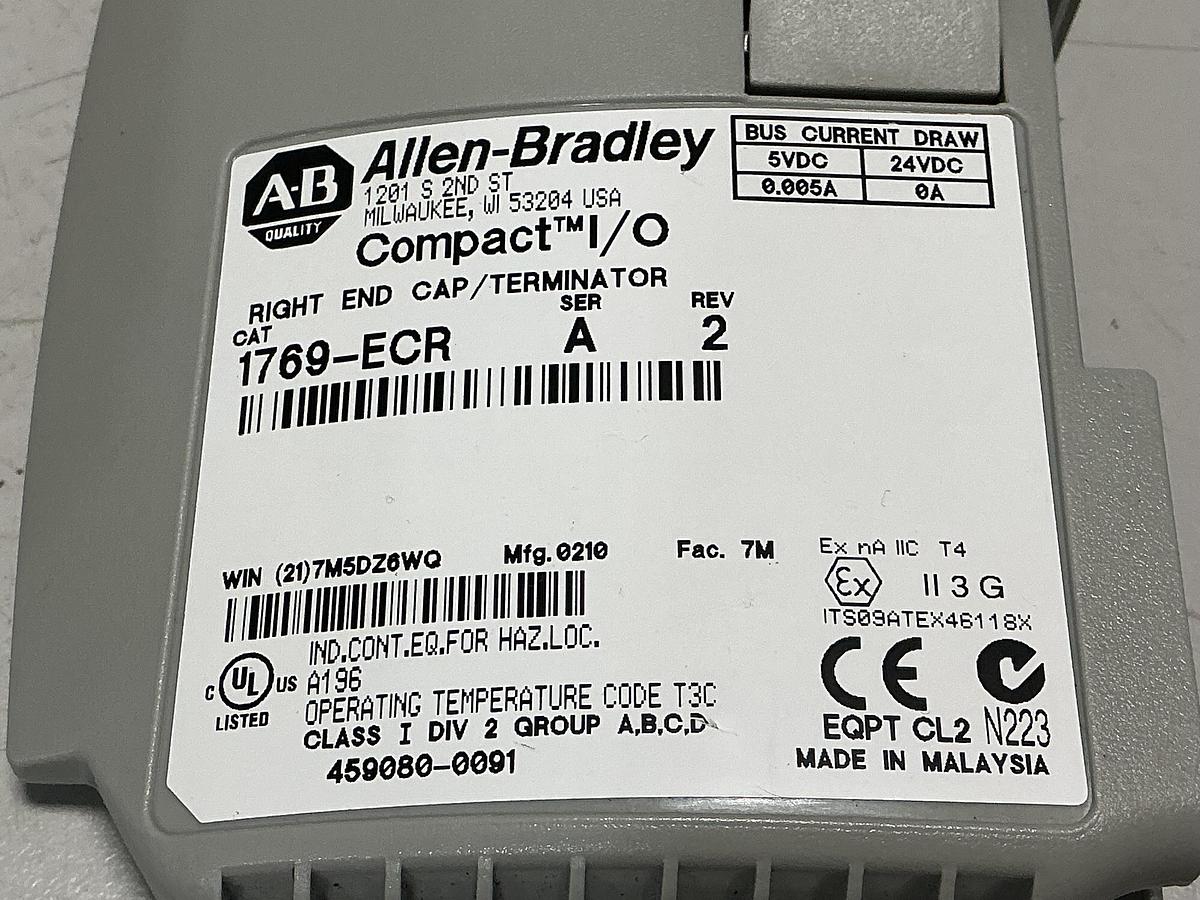 A-B
QUALITY
Allen-Bradley
1201 S 2ND ST
MILWAUKEE, WI 53204 USA
Compact™I/O
BUS CURRENT DRAW
5VDC 24VDC
0.005A 0A
RIGHT END CAP/TERMINATOR
CAT SER REV
1769-ECR A 2
WIN (21)7M5DZ6WQ Mfg.0210 Fac. 7M
IND.CONT.EQ.FOR HAZ.LOC.
C UL US A196
LISTED
OPERATING TEMPERATURE CODE T3C
CLASS I DIV 2 GROUP A,B,C,D
459080-0091
Ex nA IIC T4
Ex II 3 G
ITS09ATEX46118X
CE
EQPT CL2 N223
MADE IN MALAYSIA